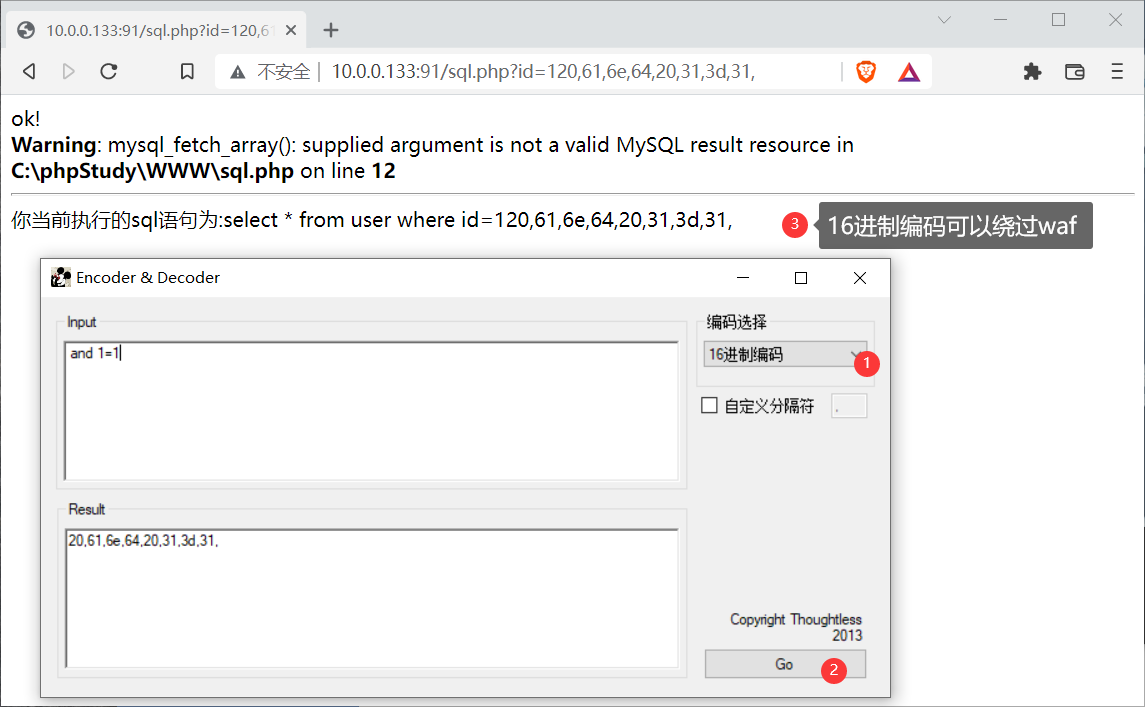 10.0.0.133:91/sql.php?id=120,6
不安全 10.0.0.133:91/sql.php?id=120,61,6e,64,20,31,3d,31,
ok!
Warning: mysql_fetch_array(): supplied argument is not a valid MySQL result resource in
C:\phpStudy\WWW\sql.php on line 12
你当前执行的sql语句为:select * from user where id=120,61,6e,64,20,31,3d,31,
3 16进制编码可以绕过waf
Encoder & Decoder
Input
编码选择
and 1=1
16进制编码
1
自定义分隔符 ,
Result
20,61,6e,64,20,31,3d,31,
Copyright Thoughtless
2013
Go
2